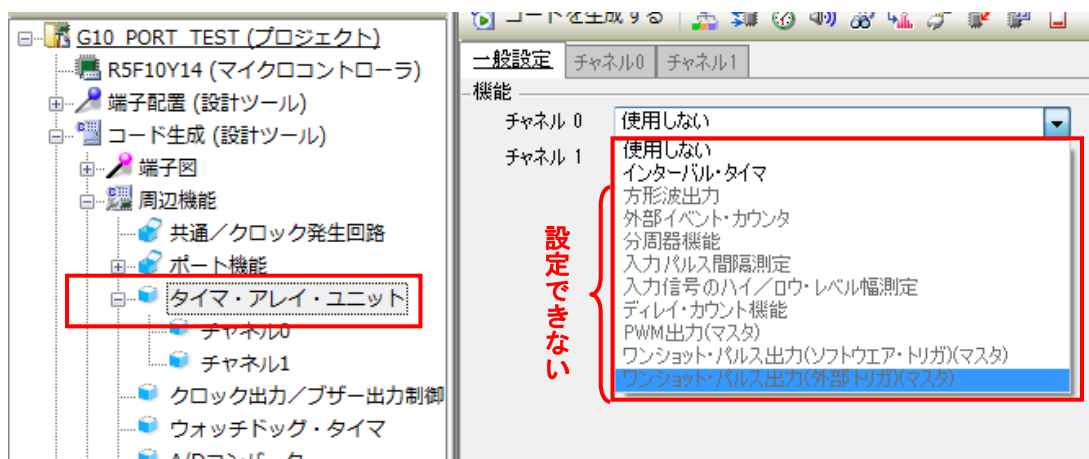 G10_PORT_TEST (プロジェクト)
R5F10Y14 (マイクロコントローラ)
端子配置 (設計ツール)
コード生成 (設計ツール)
端子図
周辺機能
共通／クロック発生回路
ポート機能
タイマ・アレイ・ユニット
チャネル0
チャネル1
クロック出力／ブザー出力制御
ウォッチドッグ・タイマ
A/Dコンバータ
コードを生成する
一般設定 チャネル0 チャネル1
機能
チャネル 0 使用しない
チャネル 1
使用しない
インターバル・タイマ
方形波出力
外部イベント・カウンタ
分周器機能
入力パルス間隔測定
入力信号のハイ／ロウ・レベル幅測定
ディレイ・カウント機能
PWM出力(マスタ)
ワンショット・パルス出力(ソフトウエア・トリガ)(マスタ)
ワンショット・パルス出力(外部トリガ)(マスタ)
設定できない